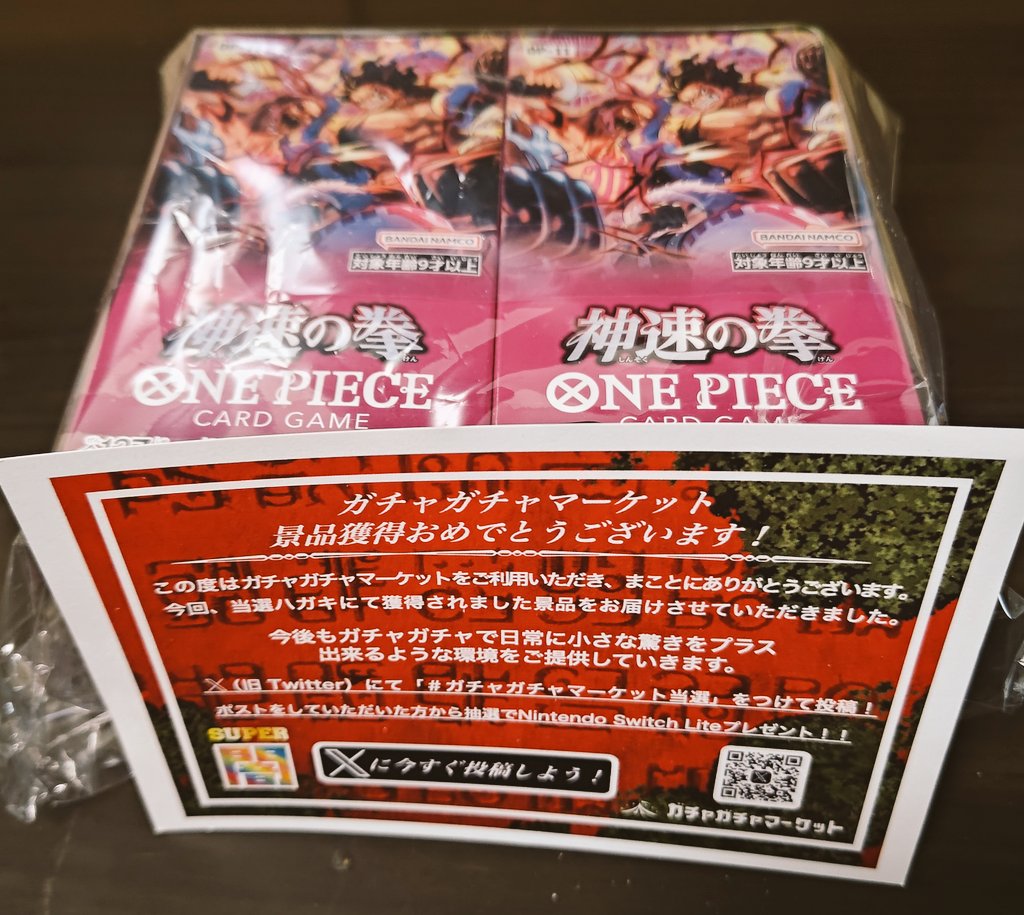 BANDAI NAMCO
対象年齢9才以上
神速の拳
けん
ONE PIECE
CARD GAME
OP-11
BANDAI NAMCO
対象年齢9才以上
神速の拳
しんそく けん
ONE PIECE
CARD GAME
ガチャガチャマーケット
景品獲得おめでとうございます！
この度はガチャガチャマーケットをご利用いただき、まことにありがとうございます。
今回、当選ハガキにて獲得されました景品をお届けさせていただきました。
今後もガチャガチャで日常に小さな驚きをプラス
出来るような環境をご提供していきます。
X（旧 Twitter）にて「＃ガチャガチャマーケット当選」をつけて投稿！
ポストをしていただいた方から抽選でNintendo Switch Liteプレゼント！！
SUPER
Xに今すぐ投稿しよう！
ガチャガチャマーケット